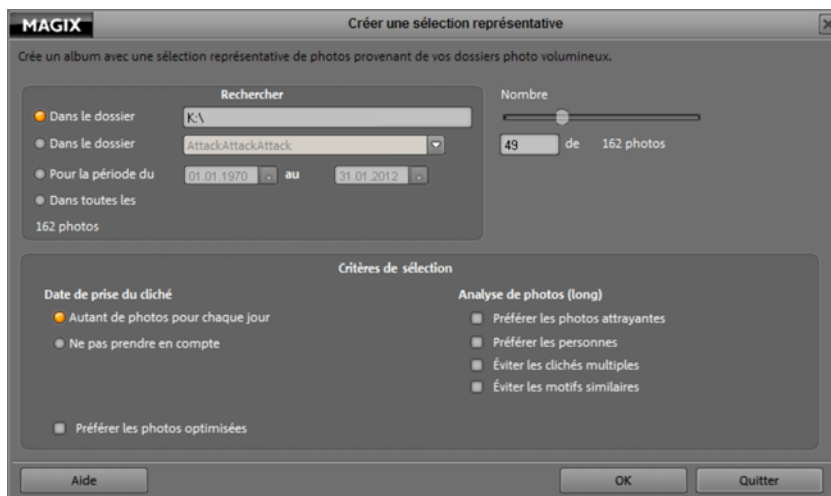 MAGIX
Créer une sélection représentative
Crée un album avec une sélection représentative de photos provenant de vos dossiers photo volumineux.
Rechercher
Dans le dossier K:\
Dans le dossier AttackAttackAttack
Pour la période du 01.01.1970 au 31.01.2012
Dans toutes les
162 photos
Nombre
49 de 162 photos
Critères de sélection
Date de prise du cliché
Autant de photos pour chaque jour
Ne pas prendre en compte
Préférer les photos optimisées
Analyse de photos (long)
Préférer les photos attrayantes
Préférer les personnes
Éviter les clichés multiples
Éviter les motifs similaires
Aide
OK
Quitter